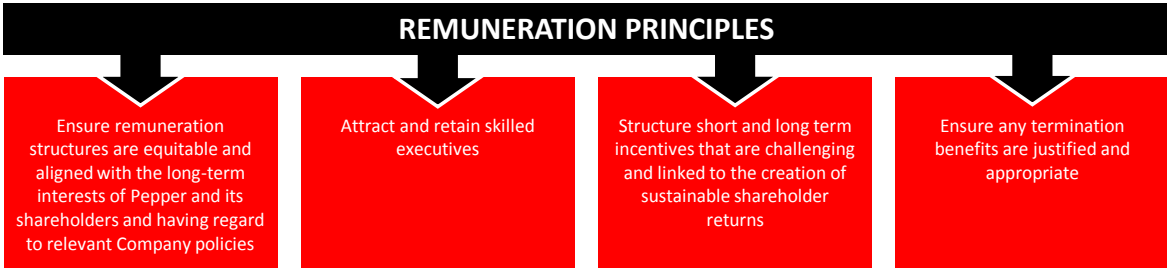 REMUNERATION PRINCIPLES
Ensure remuneration
structures are equitable and
aligned with the long-term
interests of Pepper and its
shareholders and having regard
to relevant Company policies
Attract and retain skilled
executives
Structure short and long term
incentives that are challenging
and linked to the creation of
sustainable shareholder
returns
Ensure any termination
benefits are justified and
appropriate